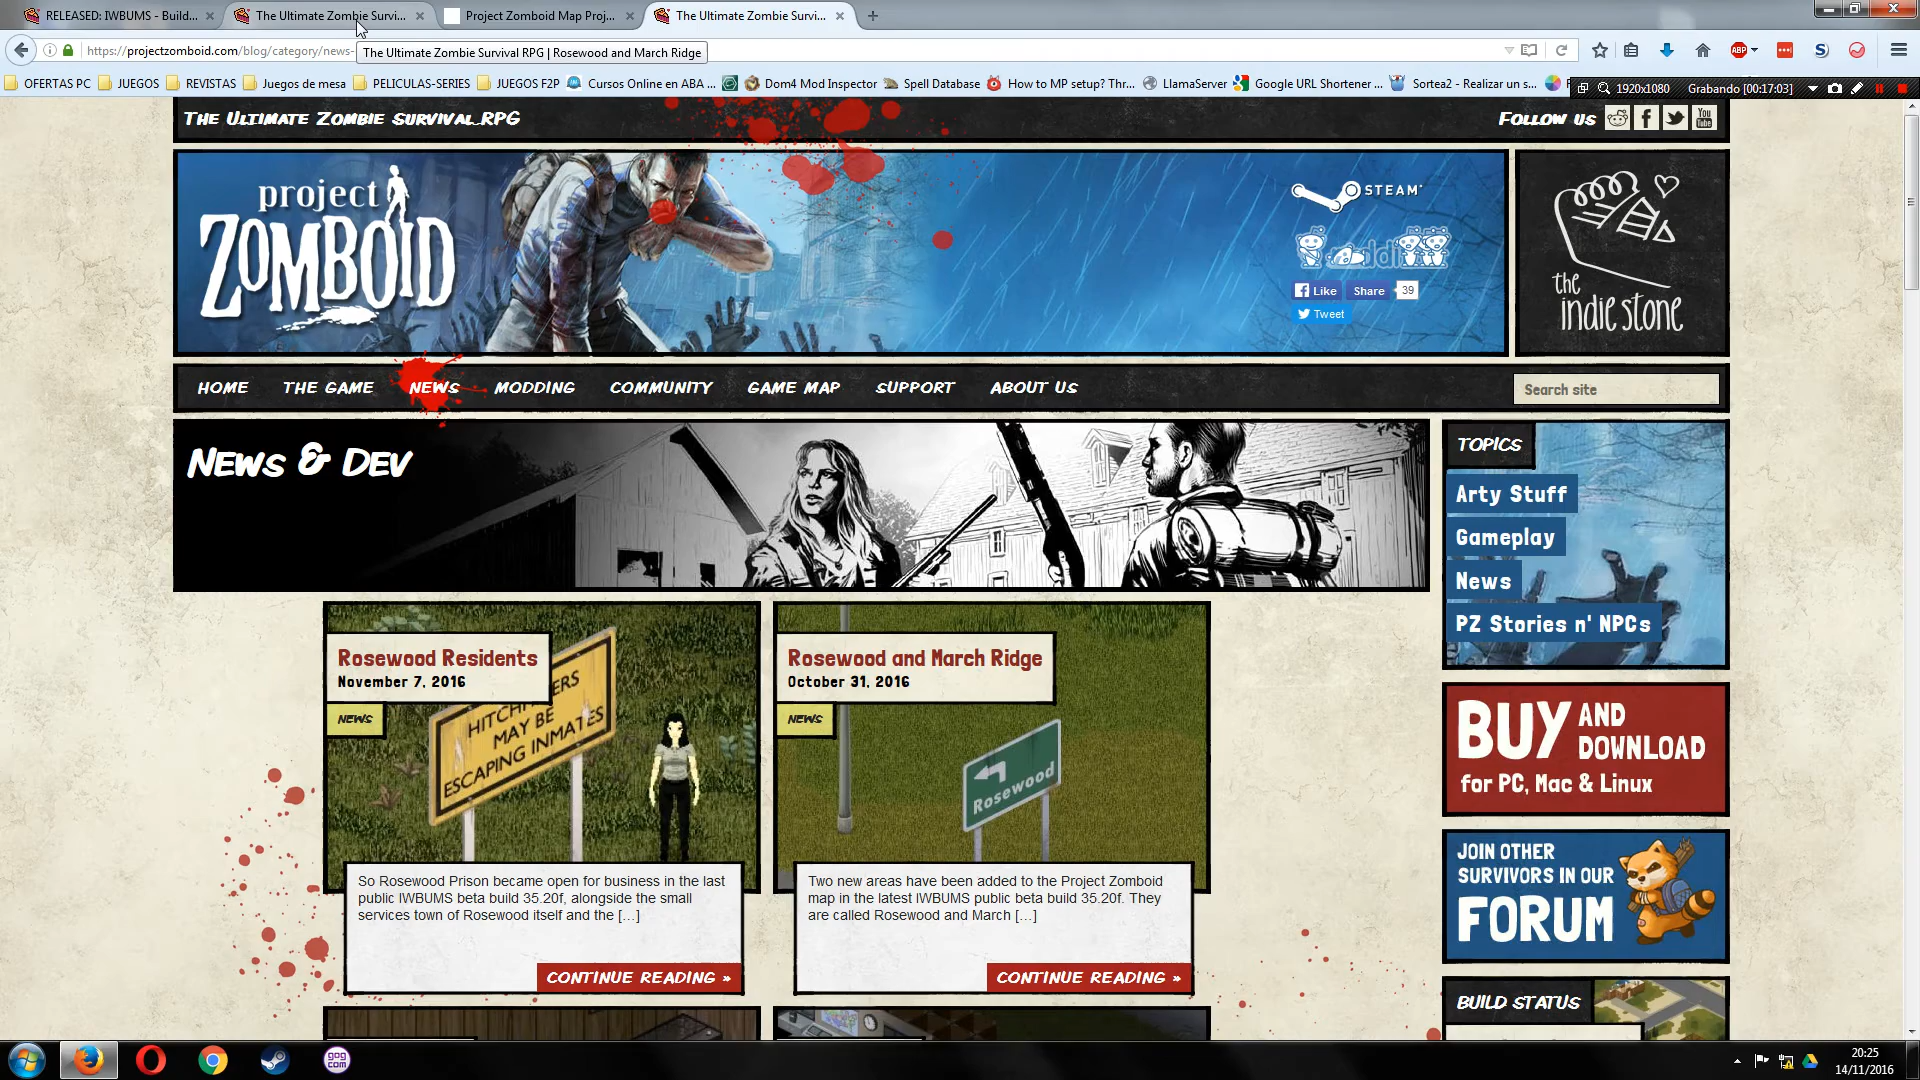 RELEASED: IWBUMS - Build...
The Ultimate Zombie Survi...
Project Zomboid Map Proj...
The Ultimate Zombie Survi...
https://projectzomboid.com/blog/category/news-
The Ultimate Zombie Survival RPG | Rosewood and March Ridge
ABP
OFERTAS PC
JUEGOS
REVISTAS
Juegos de mesa
PELICULAS-SERIES
JUEGOS F2P
Cursos Online en ABA ...
Dom4 Mod Inspector
Spell Database
How to MP setup? Thr...
LlamaServer
Google URL Shortener ...
Sortea2 - Realizar un s...
1920x1080
Grabando [00:17:03]
The Ultimate Zombie Survival RPG
Follow us
You
Tube
project
ZOMBOID
STEAM
Like
Share
39
Tweet
the
indie stone
HOME
THE GAME
NEWS
MODDING
COMMUNITY
GAME MAP
SUPPORT
ABOUT US
Search site
News & Dev
TOPICS
Arty Stuff
Gameplay
News
PZ Stories n' NPCs
Rosewood Residents
November 7, 2016
NEWS
HITCH
ERS
MAY BE
ESCAPING INMATES
So Rosewood Prison became open for business in the last
public IWBUMS beta build 35.20f, alongside the small
services town of Rosewood itself and the [...]
CONTINUE READING »
Rosewood and March Ridge
October 31, 2016
NEWS
Rosewood
Two new areas have been added to the Project Zomboid
map in the latest IWBUMS public beta build 35.20f. They
are called Rosewood and March [...]
CONTINUE READING »
BUY AND
DOWNLOAD
for PC, Mac & Linux
JOIN OTHER
SURVIVORS IN OUR
FORUM
BUILD STATUS
gog
com
20:25
14/11/2016